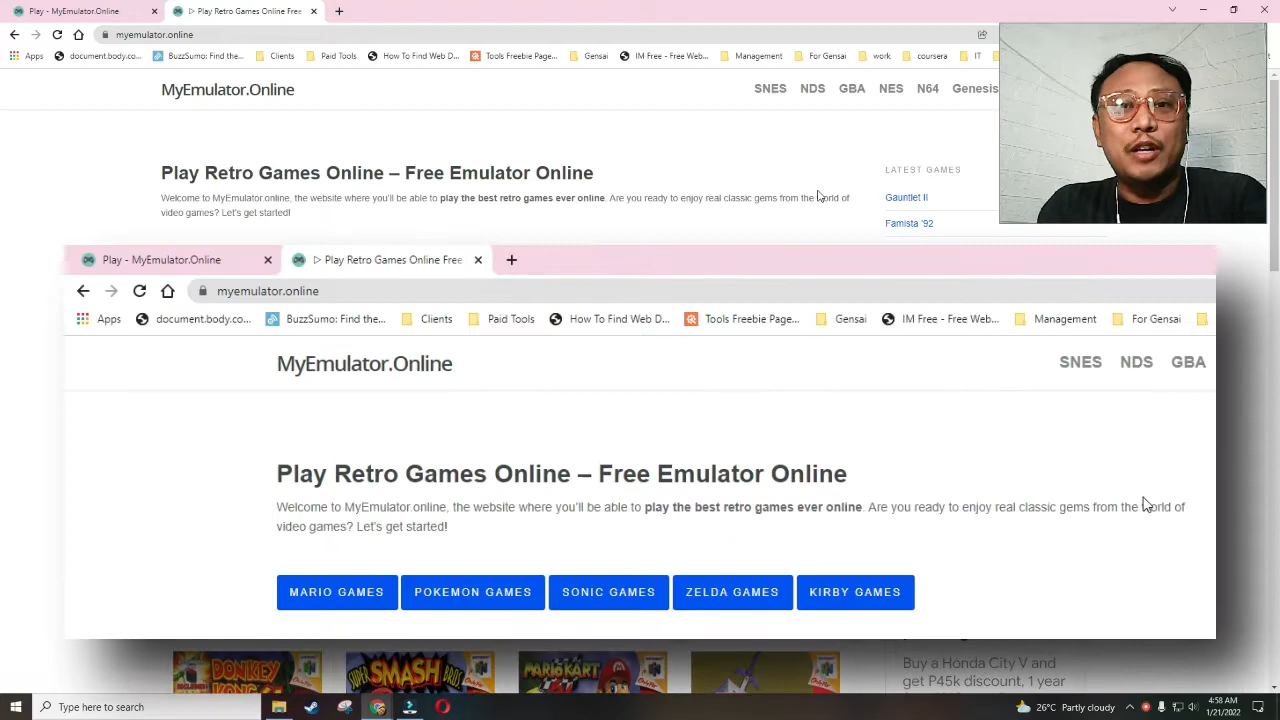 Play - MyEmulator.Online
Play Retro Games Online Free Em
myemulator.online
Apps
document.body.co...
BuzzSumo: Find the...
Clients
Paid Tools
How To Find Web D...
Tools Freebie Page...
Gensai
IM Free - Free Web...
Management
For Gensai
work
coursera
IT
MyEmulator.Online
SNES
NDS
GBA
NES
N64
Genesis
Play Retro Games Online – Free Emulator Online
LATEST GAMES
Welcome to MyEmulator.online, the website where you'll be able to play the best retro games ever online. Are you ready to enjoy real classic gems from the world of
video games? Let's get started!
Gauntlet II
Famista '92
Play - MyEmulator.Online
Play Retro Games Online Free
myemulator.online
Apps
document.body.co...
BuzzSumo: Find the...
Clients
Paid Tools
How To Find Web D...
Tools Freebie Page...
Gensai
IM Free - Free Web...
Management
For Gensai
MyEmulator.Online
SNES
NDS
GBA
Play Retro Games Online – Free Emulator Online
Welcome to MyEmulator.online, the website where you'll be able to play the best retro games ever online. Are you ready to enjoy real classic gems from the world of
video games? Let's get started!
MARIO GAMES
POKEMON GAMES
SONIC GAMES
ZELDA GAMES
KIRBY GAMES
DONKEY
SMASH BROS
MARIOKART
Buy a Honda City V and
get P45k discount, 1 year
Type here to search
26°C Partly cloudy
4:58 AM
1/21/2022